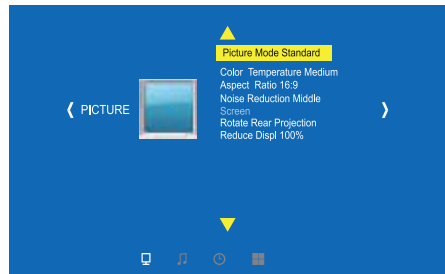 PICTURE
Picture Mode Standard
Color Temperature Medium
Aspect Ratio 16:9
Noise Reduction Middle
Screen
Rotate Rear Projection
Reduce Displ 100%